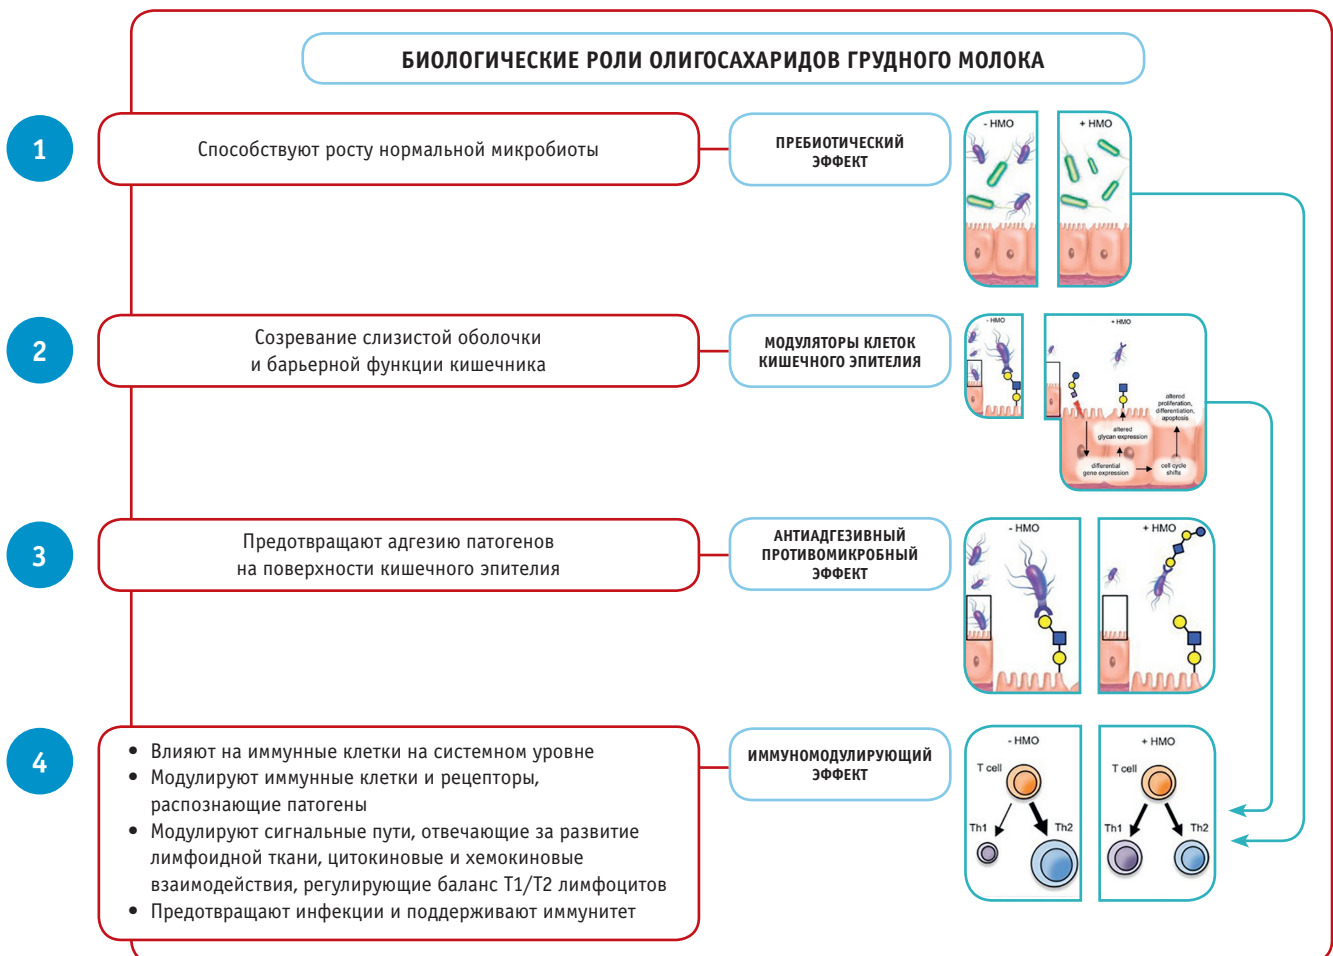 БИОЛОГИЧЕСКИЕ РОЛИ ОЛИГОСАХАРИДОВ ГРУДНОГО МОЛОКА
1
Способствуют росту нормальной микробиоты
ПРЕБИОТИЧЕСКИЙ
ЭФФЕКТ
- HMO
+ HMO
2
Созревание слизистой оболочки
и барьерной функции кишечника
МОДУЛЯТОРЫ КЛЕТОК
КИШЕЧНОГО ЭПИТЕЛИЯ
- HMO
+ HMO
altered
proliferation,
differentiation,
apoptosis
altered
glycan expression
differential
gene expression
cell cycle
shifts
3
Предотвращают адгезию патогенов
на поверхности кишечного эпителия
АНТИАДГЕЗИВНЫЙ
ПРОТИВОМИКРОБНЫЙ
ЭФФЕКТ
- HMO
+ HMO
4
• Влияют на иммунные клетки на системном уровне
• Модулируют иммунные клетки и рецепторы,
распознающие патогены
• Модулируют сигнальные пути, отвечающие за развитие
лимфоидной ткани, цитокиновые и хемокиновые
взаимодействия, регулирующие баланс Т1/Т2 лимфоцитов
• Предотвращают инфекции и поддерживают иммунитет
ИММУНОМОДУЛИРУЮЩИЙ
ЭФФЕКТ
- HMO
T cell
Th1
Th2
+ HMO
T cell
Th1
Th2